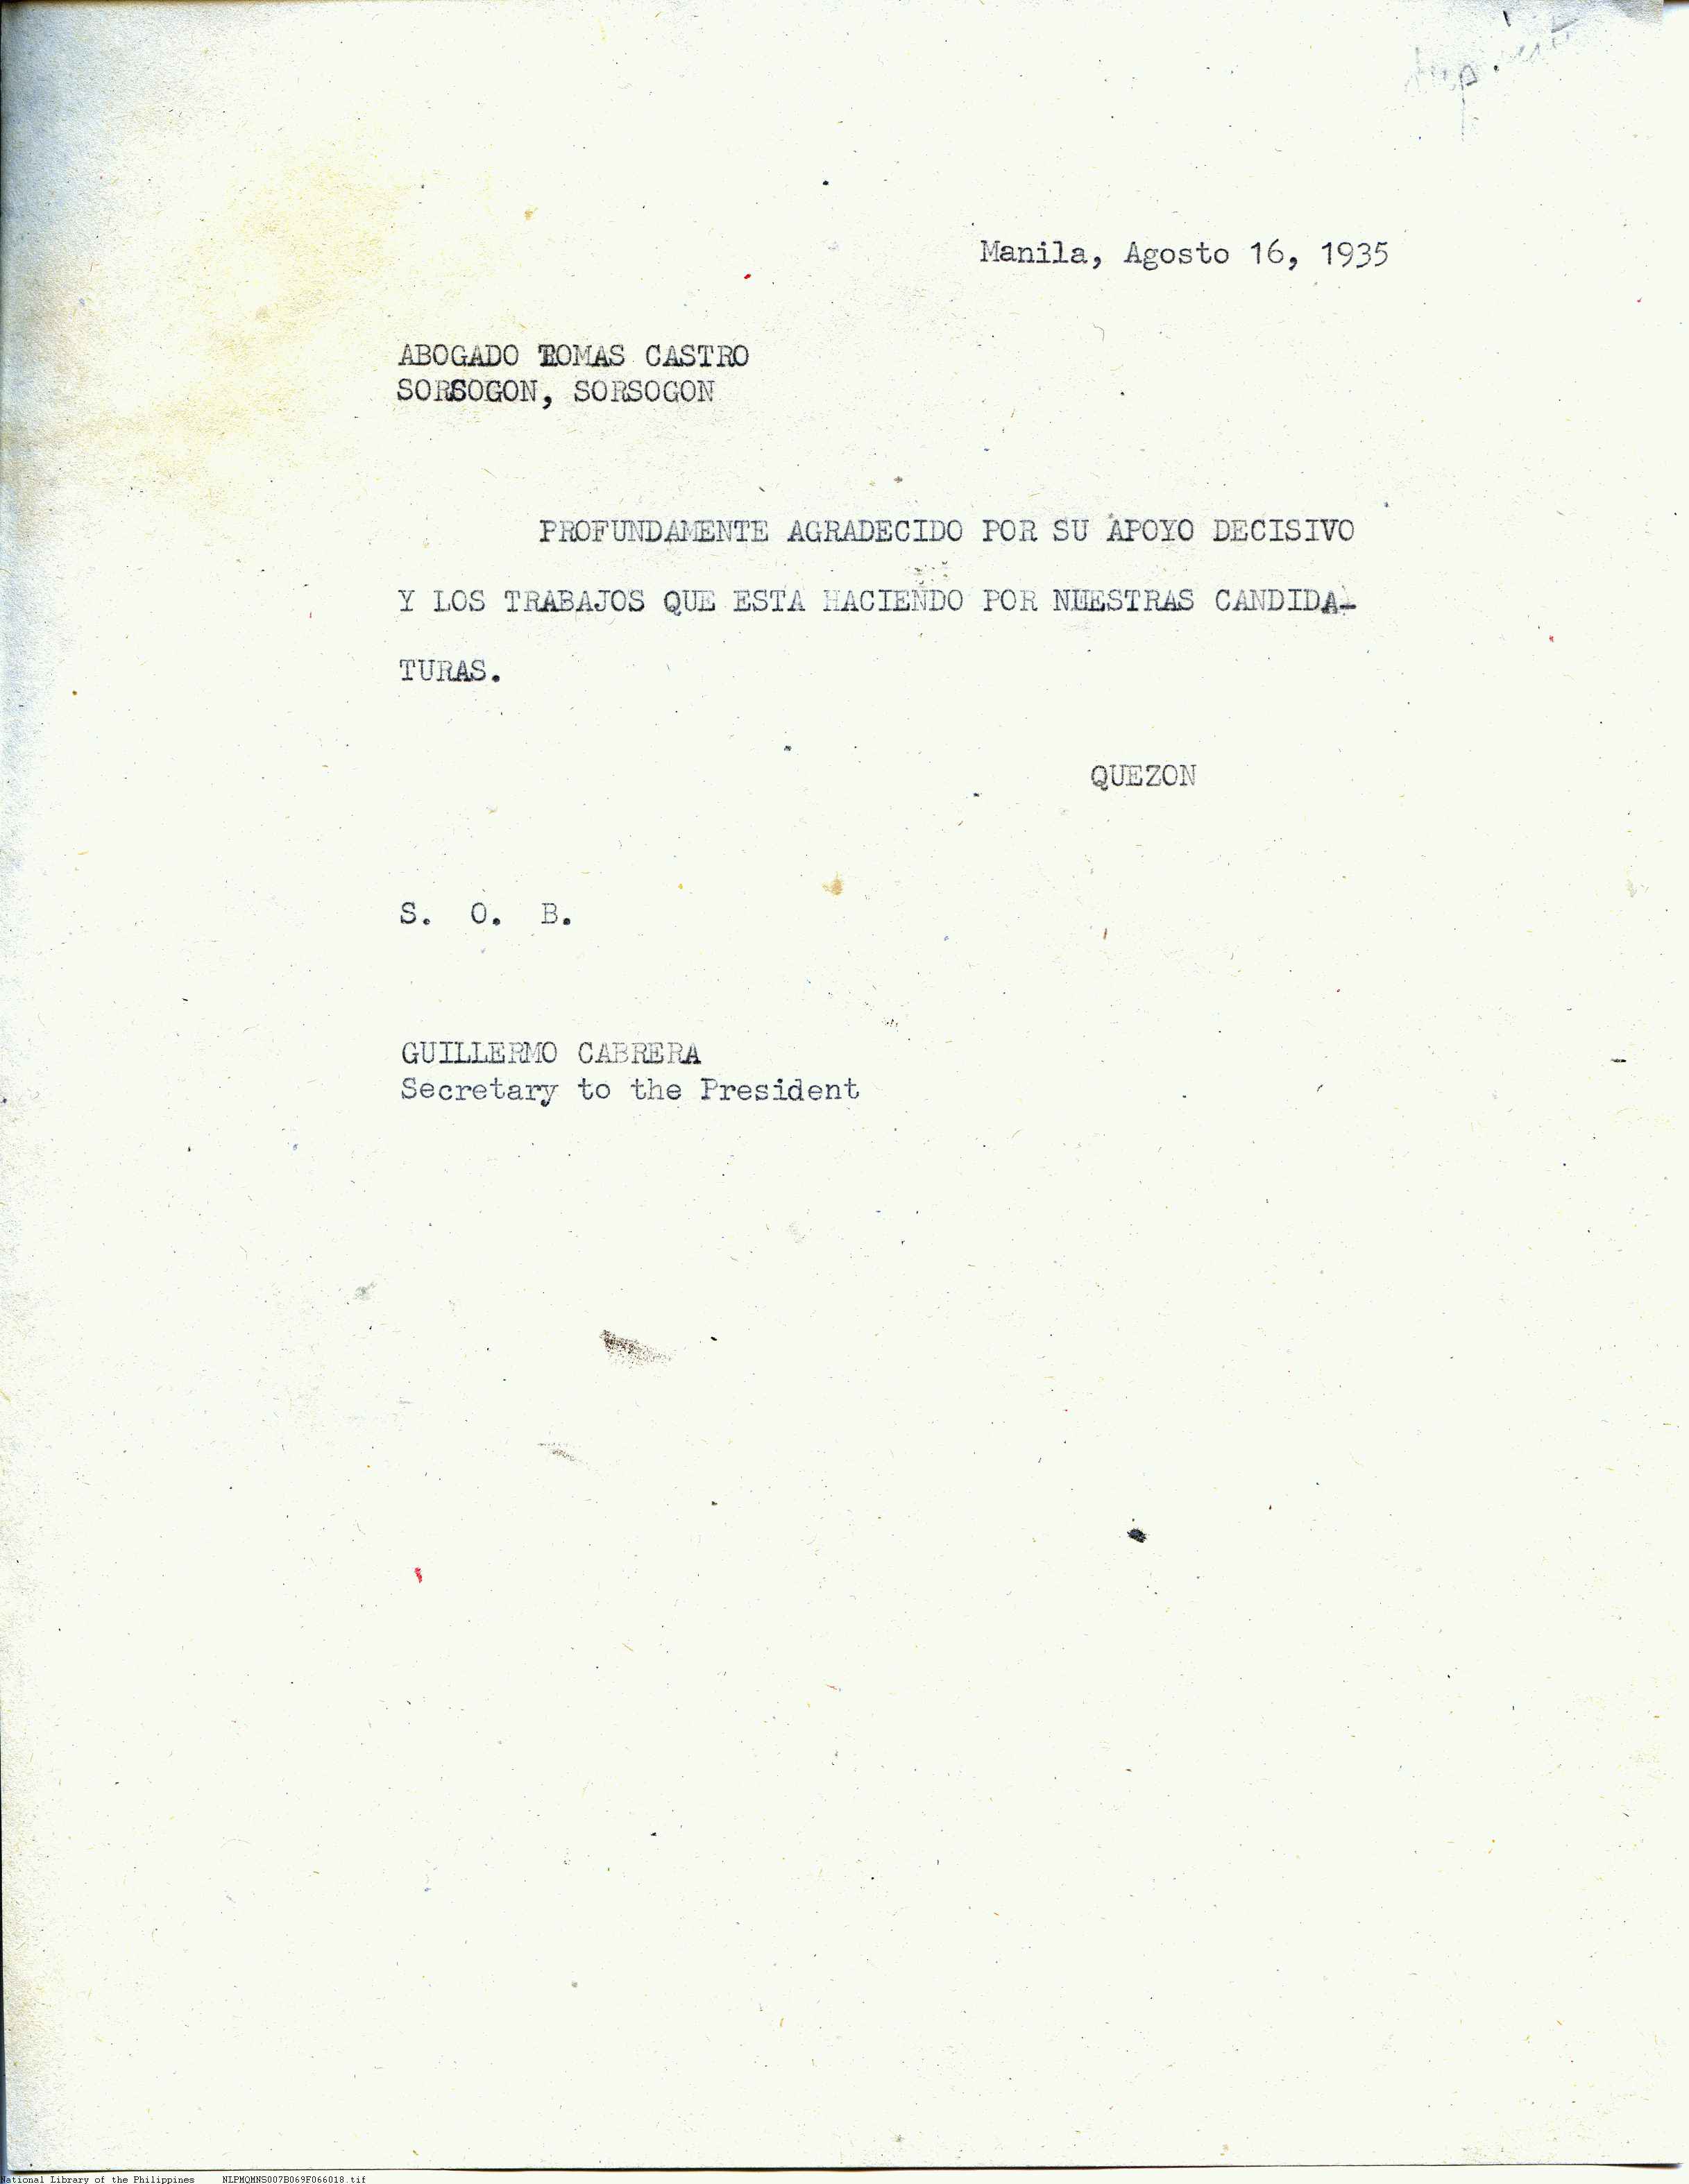 Manila, Agosto 16, 1935
ABOGADO TOMAS CASTRO
SORSOGON, SORSOGON
PROFUNDAMENTE AGRADECIDO POR SU APOYO DECISIVO
Y LOS TRABAJOS QUE ESTA HACIENDO POR NUESTRAS CANDIDA-
TURAS.
QUEZON
S. O. B.
GUILLERMO CABRERA
Secretary to the President
National Library of the Philippines NLPMQMNS007B069F066018.tif